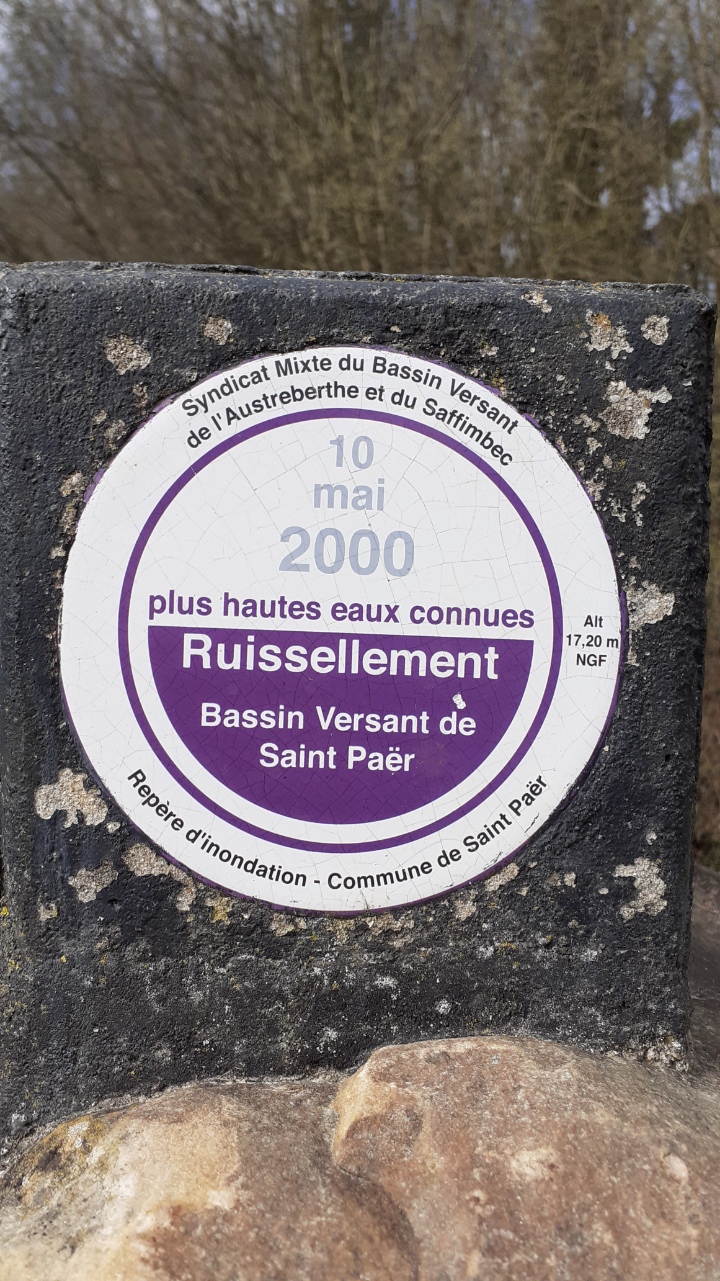 Syndicat Mixte du Bassin Versant
de l'Austreberthe et du Saffimbec
10
mai
2000
plus hautes eaux connues
Ruissellement
Bassin Versant de
Saint Paër
Alt
17,20 m
NGF
Repère d'inondation - Commune de Saint Paër